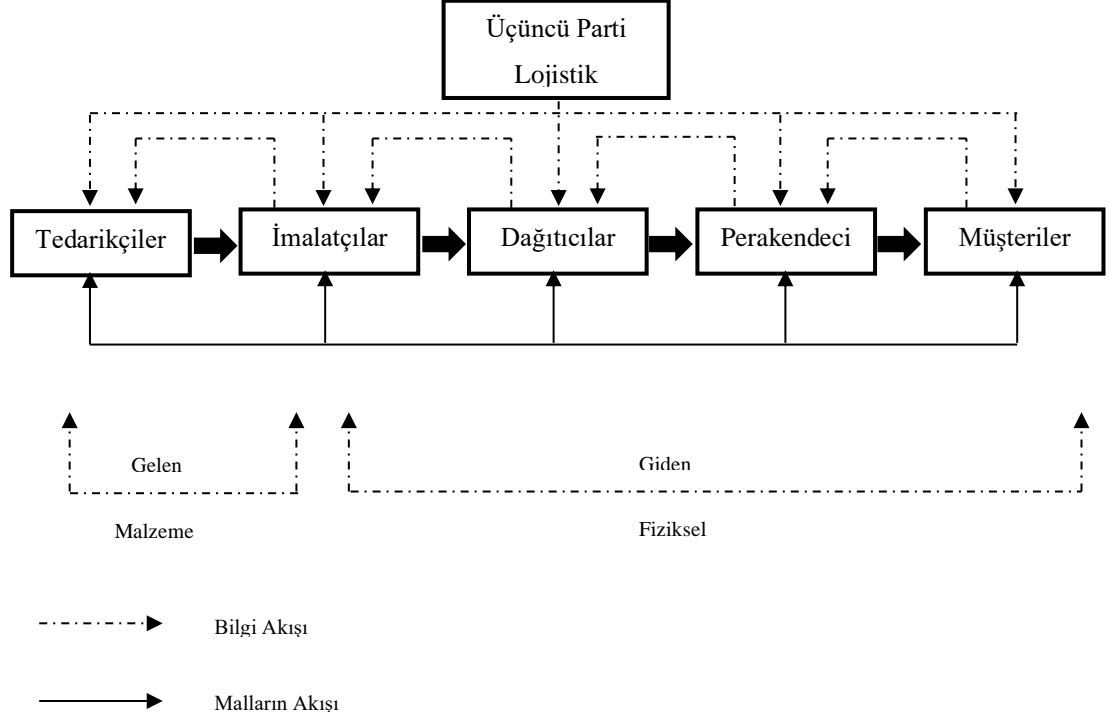 Üçüncü Parti
Lojistik
Tedarikçiler
İmalatçılar
Dağıtıcılar
Perakendeci
Müşteriler
Gelen
Giden
Malzeme
Fiziksel
Bilgi Akışı
Malların Akışı